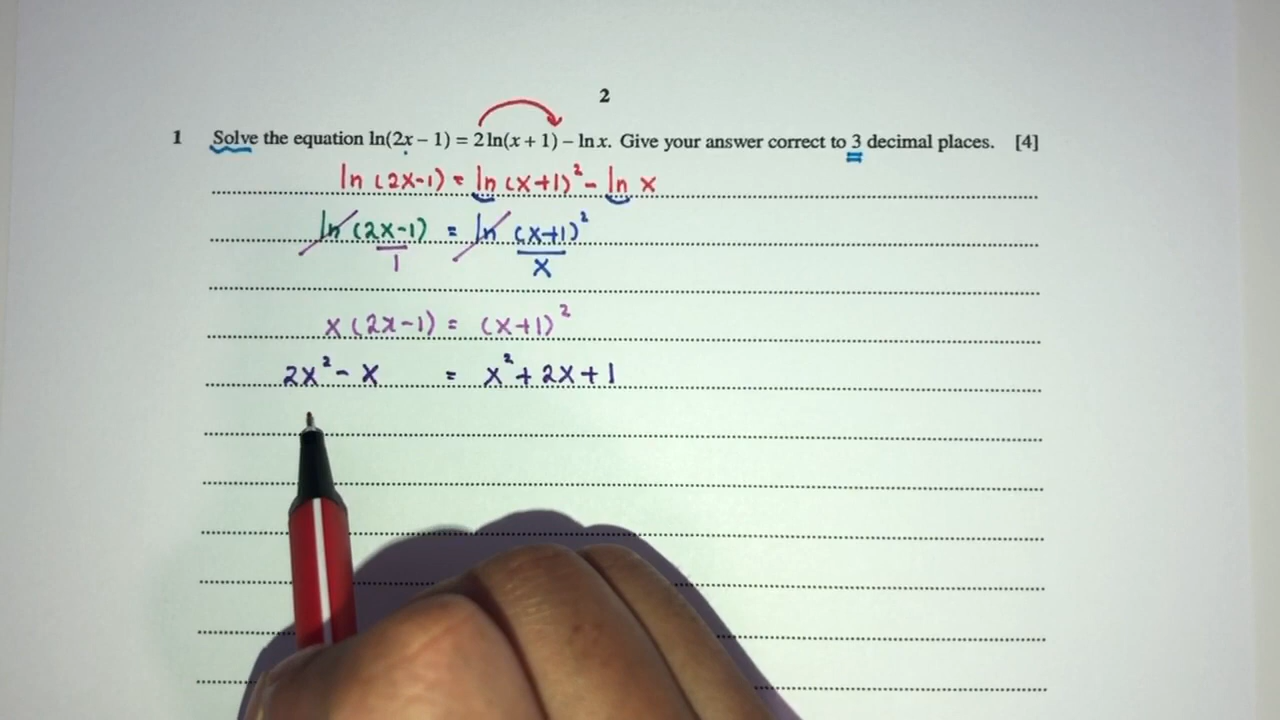 2
1 Solve the equation ln(2x – 1) = 2 ln(x + 1) – ln x. Give your answer correct to 3 decimal places. [4]
ln (2x-1) = ln (x+1)² - ln x
ln (2x-1) = ln (x+1)²
1 x
x (2x-1) = (x+1)²
2x² - x = x² + 2x + 1